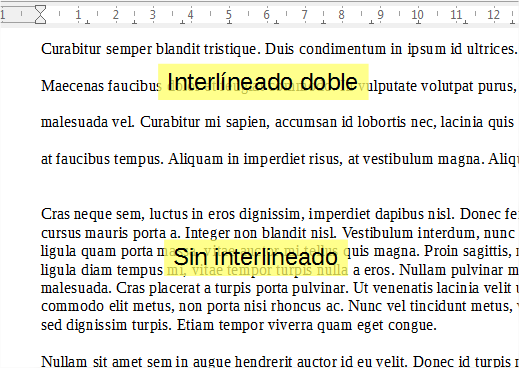 1 1 2 3 4 5 6 7 8 9 10 11 12
Curabitur semper blandit tristique. Duis condimentum in ipsum id ultrices.
Maecenas faucibus vulputate volutpat purus,
Interlíneado doble
malesuada vel. Curabitur mi sapien, accumsan id lobortis nec, lacinia quis
at faucibus tempus. Aliquam in imperdiet risus, at vestibulum magna. Aliq
Cras neque sem, luctus in eros dignissim, imperdiet dapibus nisl. Donec fe
cursus mauris porta a. Integer non blandit nisl. Vestibulum interdum, nunc
ligula quam porta magna, vitae auctor mi tellus quis magna. Proin sagittis,
Sin interlineado
ligula diam tempus mi, vitae tempor turpis nulla a eros. Nullam pulvinar m
malesuada. Cras placerat a turpis porta pulvinar. Ut venenatis lacinia velit
commodo elit metus, non porta nisi rhoncus ac. Nunc vel tincidunt metus,
sed dignissim turpis. Etiam tempor viverra quam eget congue.
Nullam sit amet sem in augue hendrerit auctor id eu velit. Donec id turpis